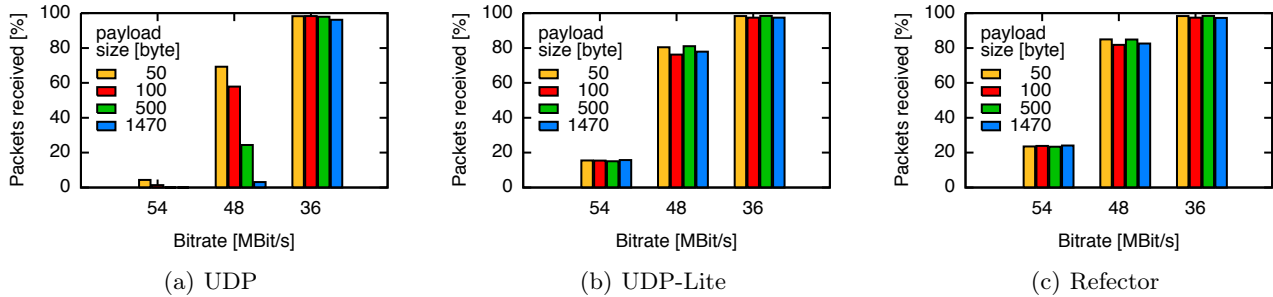 Packets received [%]
100
80
60
40
20
0
payload
size [byte]
50
100
500
1470
54 48 36
Bitrate [MBit/s]
(a) UDP
Packets received [%]
100
80
60
40
20
0
payload
size [byte]
50
100
500
1470
54 48 36
Bitrate [MBit/s]
(b) UDP-Lite
Packets received [%]
100
80
60
40
20
0
payload
size [byte]
50
100
500
1470
54 48 36
Bitrate [MBit/s]
(c) Refector